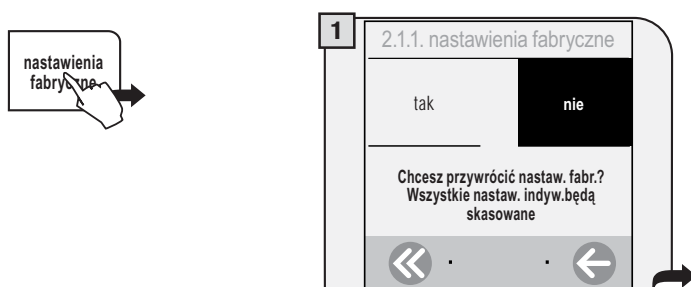 nastawienia
fabryczne
1
2.1.1. nastawienia fabryczne
tak
nie
Chcesz przywrócić nastaw. fabr.?
Wszystkie nastaw. indyw.będą
skasowane